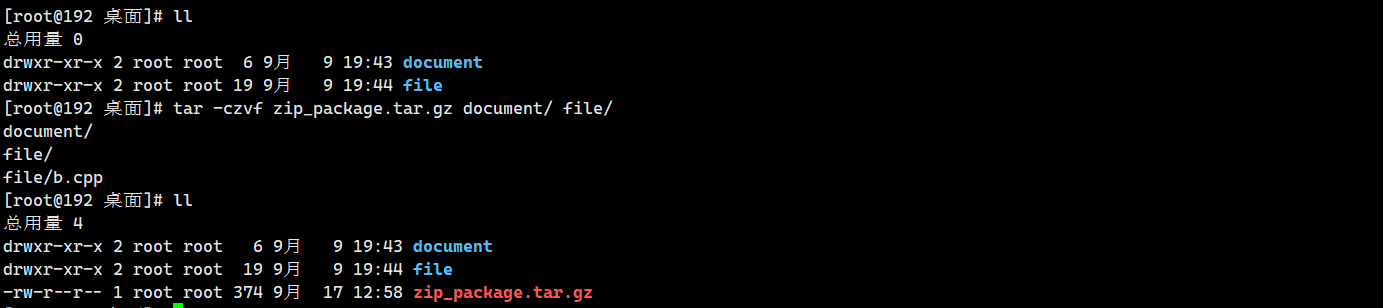 [root@192 桌面]# ll
总用量 0
drwxr-xr-x 2 root root  6 9月   9 19:43 document
drwxr-xr-x 2 root root 19 9月   9 19:44 file
[root@192 桌面]# tar -czvf zip_package.tar.gz document/ file/
document/
file/
file/b.cpp
[root@192 桌面]# ll
总用量 4
drwxr-xr-x 2 root root   6 9月   9 19:43 document
drwxr-xr-x 2 root root  19 9月   9 19:44 file
-rw-r--r-- 1 root root 374 9月  17 12:58 zip_package.tar.gz